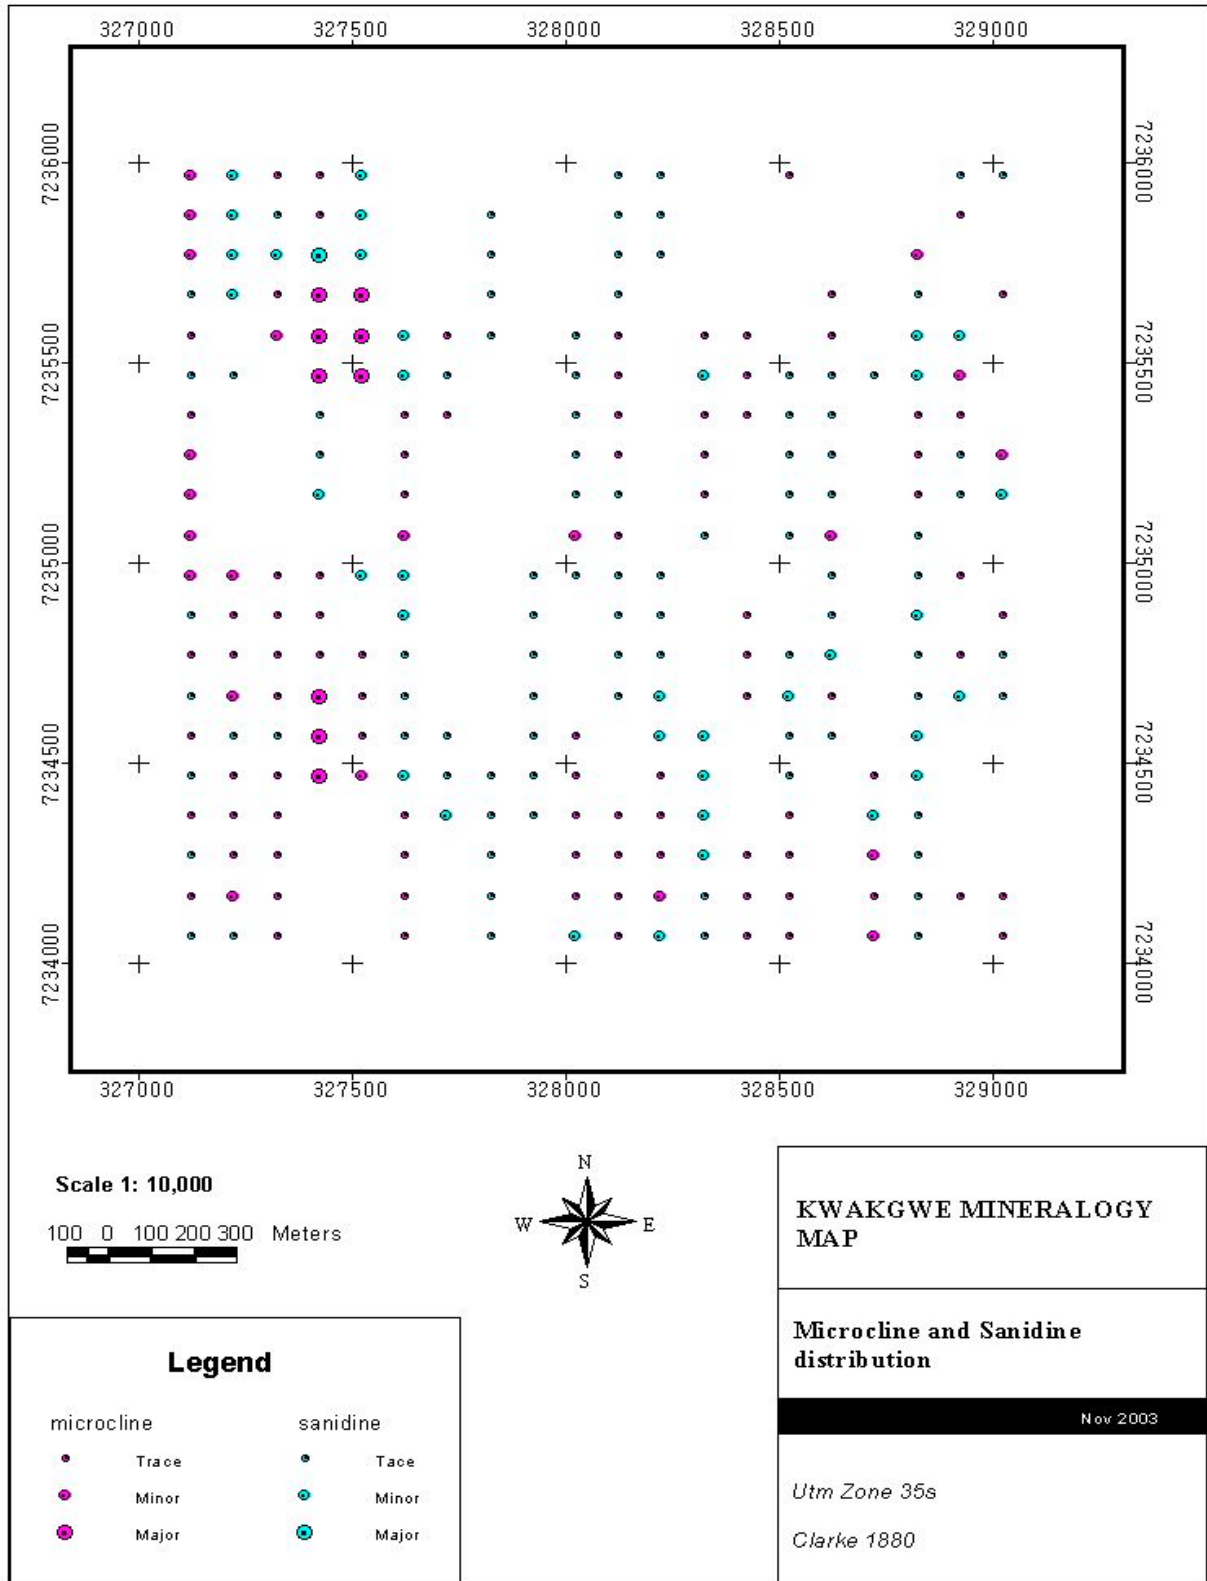 327000 327500 328000 328500 329000
7236000 7236000
7235500 7235500
7235000 7235000
7234500 7234500
7234000 7234000
327000 327500 328000 328500 329000
Scale 1: 10,000
100 0 100 200 300 Meters
N
W E
S
KWAKGWE MINERALOGY
MAP
Microcline and Sanidine
distribution
Nov 2003
Utm Zone 35s
Clarke 1880
Legend
microcline sanidine
Trace Tace
Minor Minor
Major Major